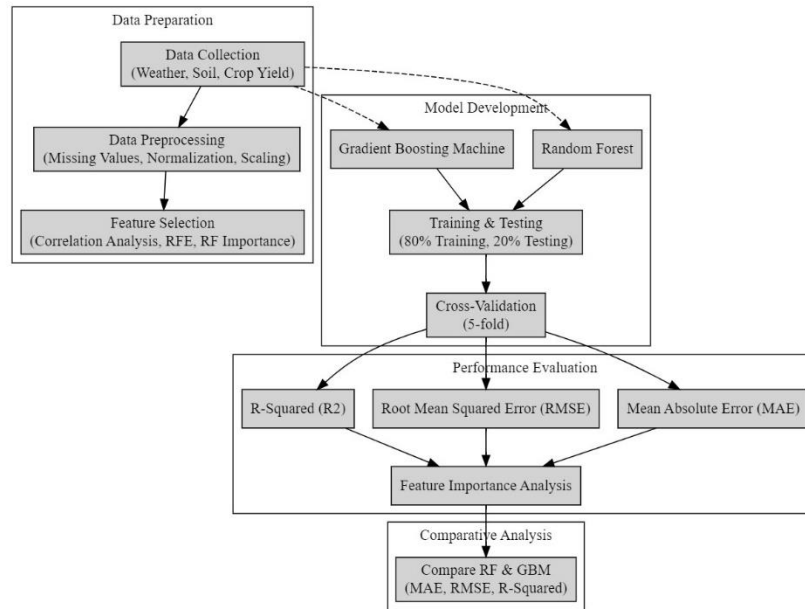 Data Preparation
Data Collection
(Weather, Soil, Crop Yield)
Data Preprocessing
(Missing Values, Normalization, Scaling)
Feature Selection
(Correlation Analysis, RFE, RF Importance)
Model Development
Gradient Boosting Machine
Random Forest
Training & Testing
(80% Training, 20% Testing)
Cross-Validation
(5-fold)
Performance Evaluation
R-Squared (R2)
Root Mean Squared Error (RMSE)
Mean Absolute Error (MAE)
Feature Importance Analysis
Comparative Analysis
Compare RF & GBM
(MAE, RMSE, R-Squared)